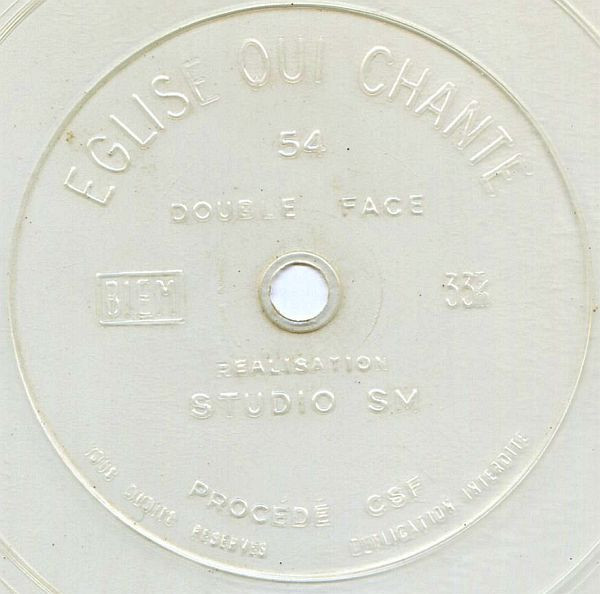 EGLISE QUI CHANTE
54
DOUBLE FACE
BIEM
33⅓
REALISATION
STUDIO SM
PROCÉDÉ CSF
TOUS DROITS RESERVES DUPLICATION INTERDITE